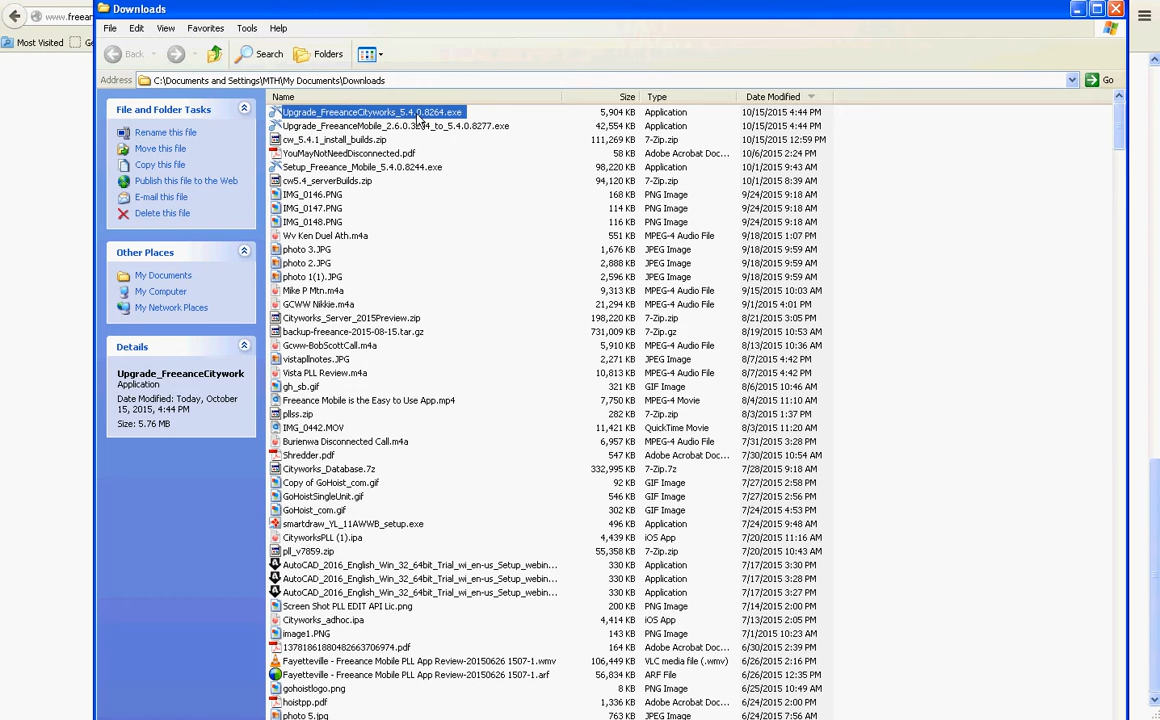 Downloads
www.freean
Most Visited
Ge
File Edit View Favorites Tools Help
Back Search Folders
Address C:\Documents and Settings\MTH\My Documents\Downloads Go
File and Folder Tasks
Rename this file
Move this file
Copy this file
Publish this file to the Web
E-mail this file
Delete this file
Other Places
My Documents
My Computer
My Network Places
Details
Upgrade_FreeanceCitywork
Application
Date Modified: Today, October
15, 2015, 4:44 PM
Size: 5.76 MB
Name Size Type Date Modified
Upgrade_FreeanceCityworks_5.4.0.8264.exe 5,904 KB Application 10/15/2015 4:44 PM
Upgrade_FreeanceMobile_2.6.0.3264_to_5.4.0.8277.exe 42,554 KB Application 10/15/2015 4:44 PM
cw_5.4.1_install_builds.zip 111,269 KB 7-Zip.zip 10/15/2015 12:59 PM
YouMayNotNeedDisconnected.pdf 58 KB Adobe Acrobat Doc... 10/6/2015 2:24 PM
Setup_Freeance_Mobile_5.4.0.8244.exe 98,220 KB Application 10/1/2015 9:43 AM
cw5.4_serverBuilds.zip 94,120 KB 7-Zip.zip 10/1/2015 8:39 AM
IMG_0146.PNG 168 KB PNG Image 9/24/2015 9:18 AM
IMG_0147.PNG 184 KB PNG Image 9/24/2015 9:18 AM
IMG_0148.PNG 116 KB PNG Image 9/24/2015 9:18 AM
Wv Ken Duel Ath.m4a 551 KB MPEG-4 Audio File 9/18/2015 1:07 PM
photo 3.JPG 1,676 KB JPEG Image 9/18/2015 9:59 AM
photo 2.JPG 2,888 KB JPEG Image 9/18/2015 9:59 AM
photo 1(1).JPG 2,596 KB JPEG Image 9/18/2015 9:59 AM
Mike P Mtn.m4a 9,313 KB MPEG-4 Audio File 9/15/2015 10:03 AM
GCWW Nikkie.m4a 21,294 KB MPEG-4 Audio File 9/1/2015 4:01 PM
Cityworks_Server_2015Preview.zip 198,220 KB 7-Zip.zip 8/21/2015 3:05 PM
backup-freeance-2015-08-15.tar.gz 731,009 KB 7-Zip.gz 8/19/2015 10:53 AM
Gcww-BobScottCall.m4a 5,910 KB MPEG-4 Audio File 8/13/2015 10:36 AM
vistapllnotes.JPG 2,271 KB JPEG Image 8/7/2015 4:42 PM
Vista PLL Review.m4a 10,813 KB MPEG-4 Audio File 8/7/2015 4:42 PM
gh_sb.gif 321 KB GIF Image 8/6/2015 10:46 AM
Freeance Mobile is the Easy to Use App.mp4 7,750 KB MPEG-4 Movie 8/4/2015 11:10 AM
pllss.zip 282 KB 7-Zip.zip 8/3/2015 1:37 PM
IMG_0442.MOV 11,421 KB QuickTime Movie 8/3/2015 11:20 AM
Burienwa Disconnected Call.m4a 6,957 KB MPEG-4 Audio File 7/31/2015 3:28 PM
Shredder.pdf 547 KB Adobe Acrobat Doc... 7/30/2015 10:54 AM
Cityworks_Database.7z 332,995 KB 7-Zip.7z 7/28/2015 9:18 AM
Copy of GoHoist_com.gif 92 KB GIF Image 7/27/2015 2:58 PM
GoHoistSingleUnit.gif 546 KB GIF Image 7/27/2015 2:56 PM
GoHoist_com.gif 302 KB GIF Image 7/24/2015 4:53 PM
smartdraw_YL_11AWWB_setup.exe 496 KB Application 7/24/2015 9:48 AM
CityworksPLL (1).ipa 4,439 KB iOS App 7/20/2015 11:16 AM
pll_v7859.zip 55,358 KB 7-Zip.zip 7/20/2015 10:43 AM
AutoCAD_2016_English_Win_32_64bit_Trial_wi_en-us_Setup_webin... 330 KB Application 7/17/2015 3:30 PM
AutoCAD_2016_English_Win_32_64bit_Trial_wi_en-us_Setup_webin... 330 KB Application 7/17/2015 3:28 PM
AutoCAD_2016_English_Win_32_64bit_Trial_wi_en-us_Setup_webin... 330 KB Application 7/17/2015 3:27 PM
Screen Shot PLL EDIT API Lic.png 200 KB PNG Image 7/14/2015 2:00 PM
Cityworks_adhoc.ipa 4,414 KB iOS App 7/13/2015 2:05 PM
image1.PNG 143 KB PNG Image 7/1/2015 10:23 AM
13781861880482663706974.pdf 164 KB Adobe Acrobat Doc... 6/30/2015 2:39 PM
Fayetteville - Freeance Mobile PLL App Review-20150626 1507-1.wmv 106,449 KB VLC media file (.wmv) 6/26/2015 2:16 PM
Fayetteville - Freeance Mobile PLL App Review-20150626 1507-1.arf 56,834 KB ARF File 6/26/2015 12:35 PM
gohoistlogo.png 8 KB PNG Image 6/25/2015 10:49 AM
hoistpp.pdf 1,336 KB Adobe Acrobat Doc... 6/24/2015 2:00 PM
photo 5.jpg 763 KB JPEG Image 6/24/2015 7:56 AM